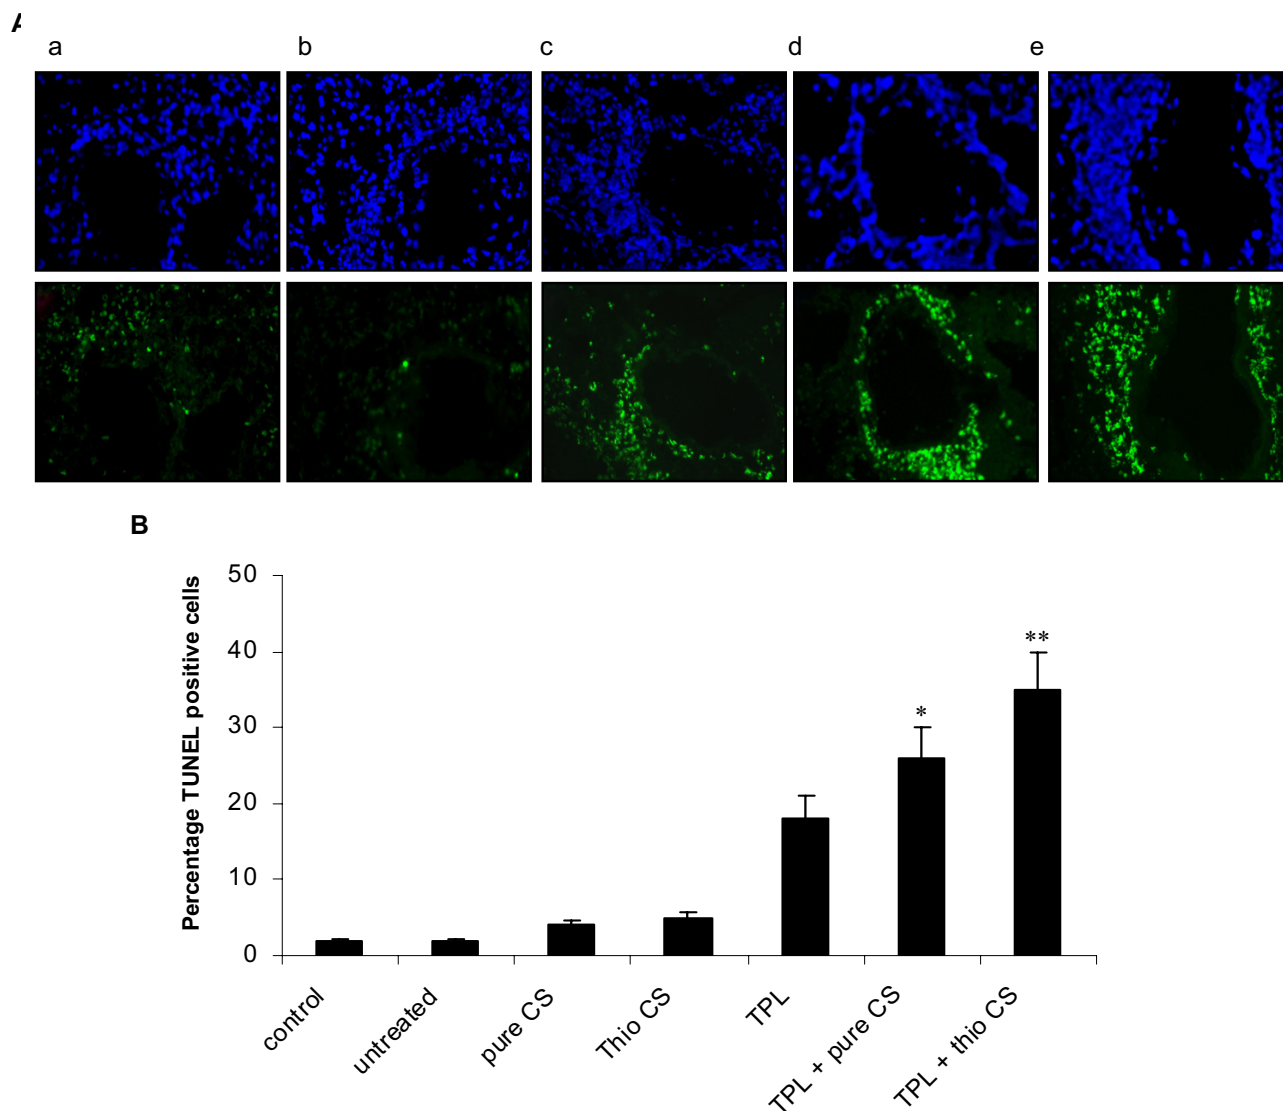 a b c d e
B
Percentage TUNEL positive cells
50
40
30
20
10
0
*
**
control
untreated
pure CS
Thio CS
TPL
TPL + pure CS
TPL + thio CS